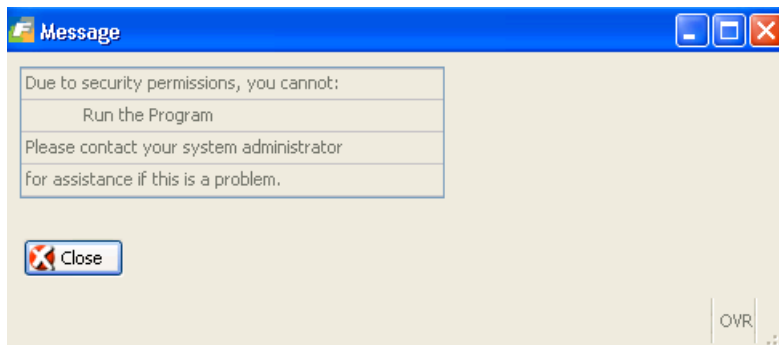 Message
Due to security permissions, you cannot:
Run the Program
Please contact your system administrator
for assistance if this is a problem.
Close
OVR